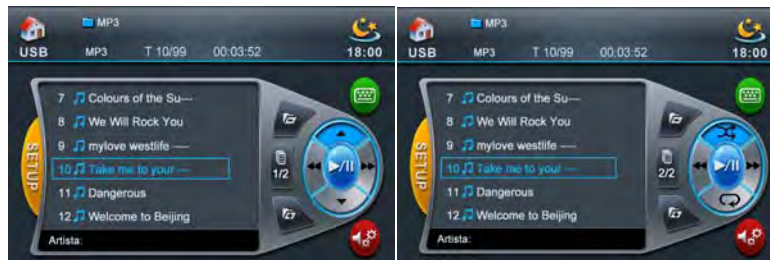 MP3
USB MP3 T 10/99 00:03:52 18:00
7 Colours of the Su---
8 We Will Rock You
9 mylove westlife ----
10 Take me to your ---
11 Dangerous
12 Welcome to Beijing
SETUP
1/2
Artista:
MP3
USB MP3 T 10/99 00:03:52 18:00
7 Colours of the Su---
8 We Will Rock You
9 mylove westlife ----
10 Take me to your ---
11 Dangerous
12 Welcome to Beijing
SETUP
2/2
Artista: